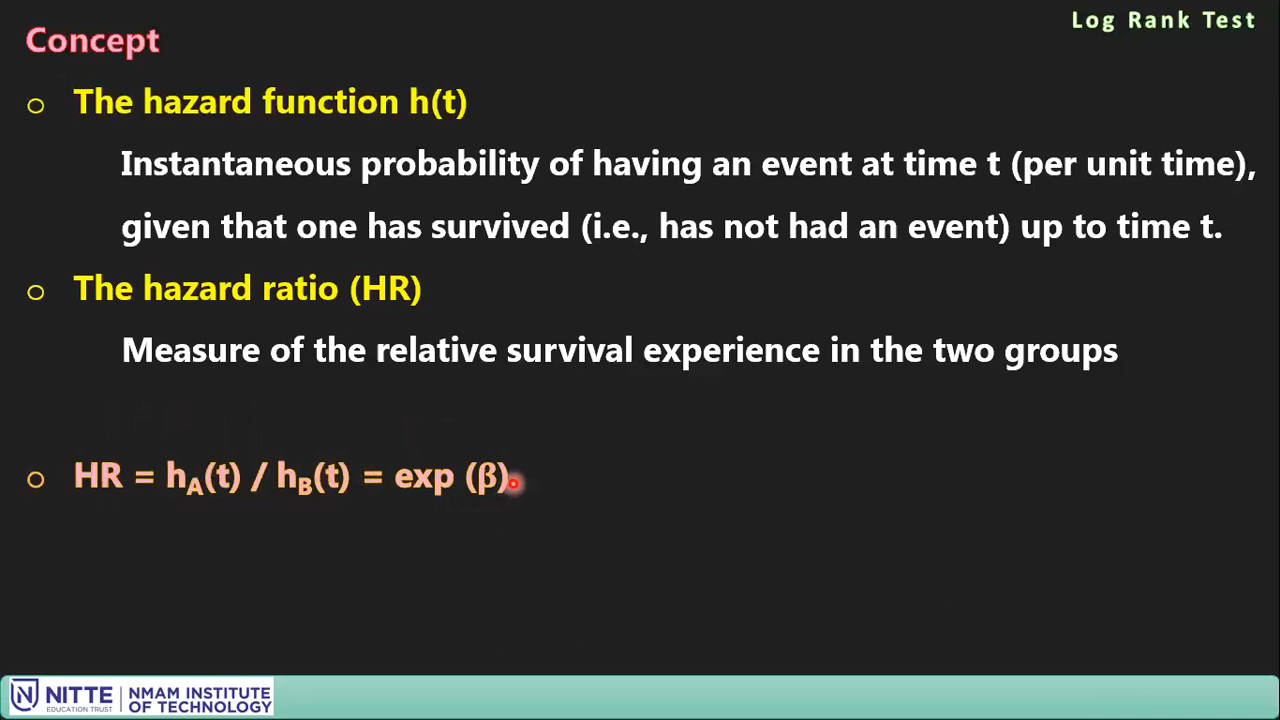 Log Rank Test
Concept
o The hazard function h(t)
Instantaneous probability of having an event at time t (per unit time),
given that one has survived (i.e., has not had an event) up to time t.
o The hazard ratio (HR)
Measure of the relative survival experience in the two groups
o HR = hA(t) / hB(t) = exp (β)
NITTE
EDUCATION TRUST
NMAM INSTITUTE
OF TECHNOLOGY